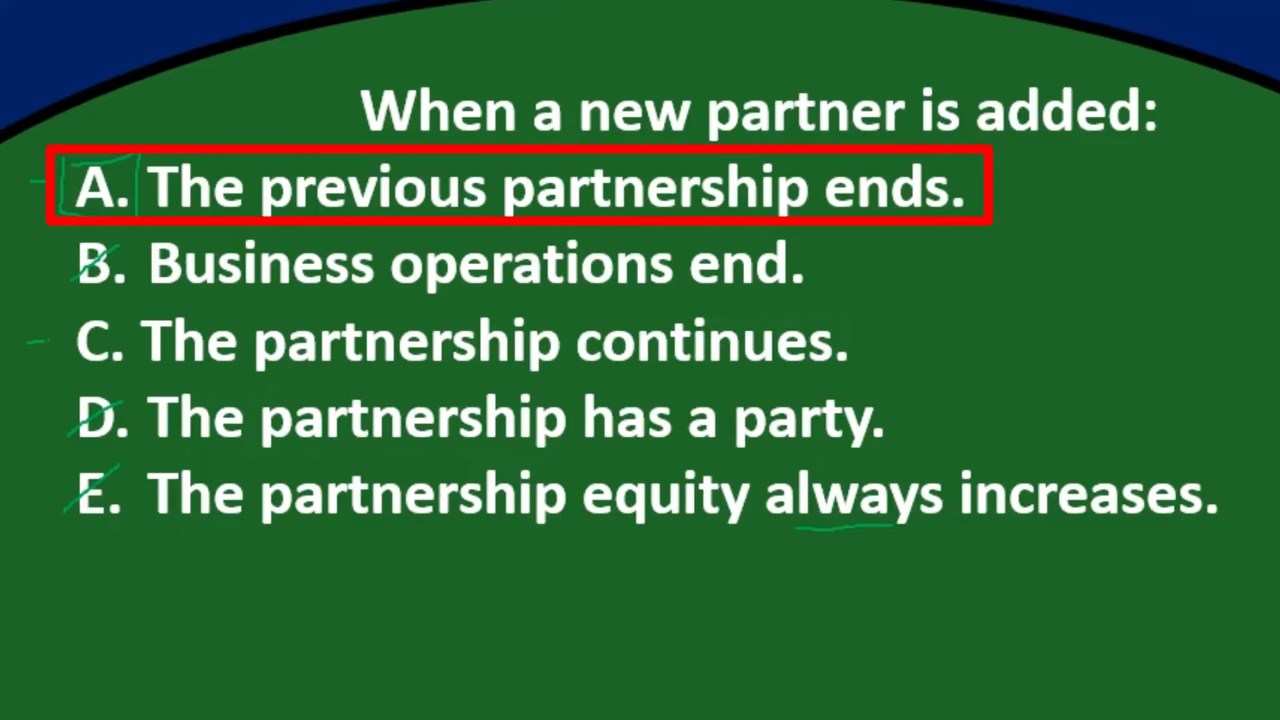 When a new partner is added:
A. The previous partnership ends.
B. Business operations end.
C. The partnership continues.
D. The partnership has a party.
E. The partnership equity always increases.